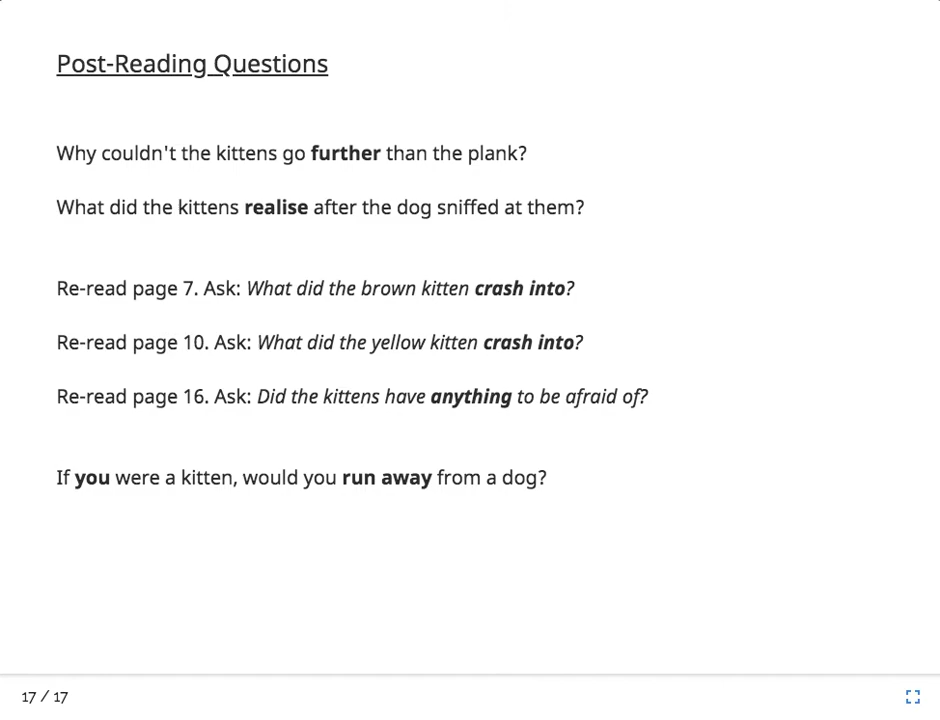 Post-Reading Questions
Why couldn't the kittens go further than the plank?
What did the kittens realise after the dog sniffed at them?
Re-read page 7. Ask: What did the brown kitten crash into?
Re-read page 10. Ask: What did the yellow kitten crash into?
Re-read page 16. Ask: Did the kittens have anything to be afraid of?
If you were a kitten, would you run away from a dog?
17 / 17